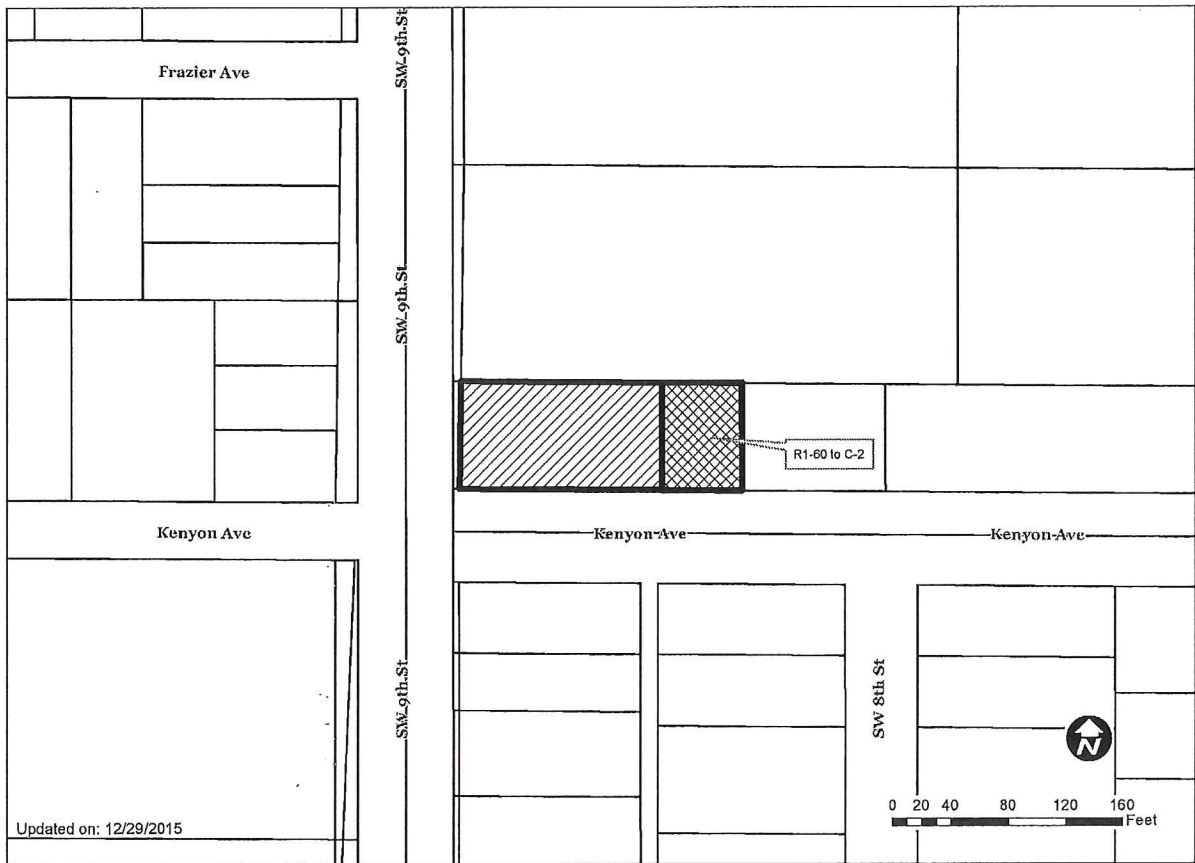 SW 9th St
Frazier Ave
SW 9th St
R1-60 to C-2
Kenyon Ave
Kenyon Ave
Kenyon Ave
SW 9th St
SW 8th St
N
0 20 40 80 120 160
Feet
Updated on: 12/29/2015